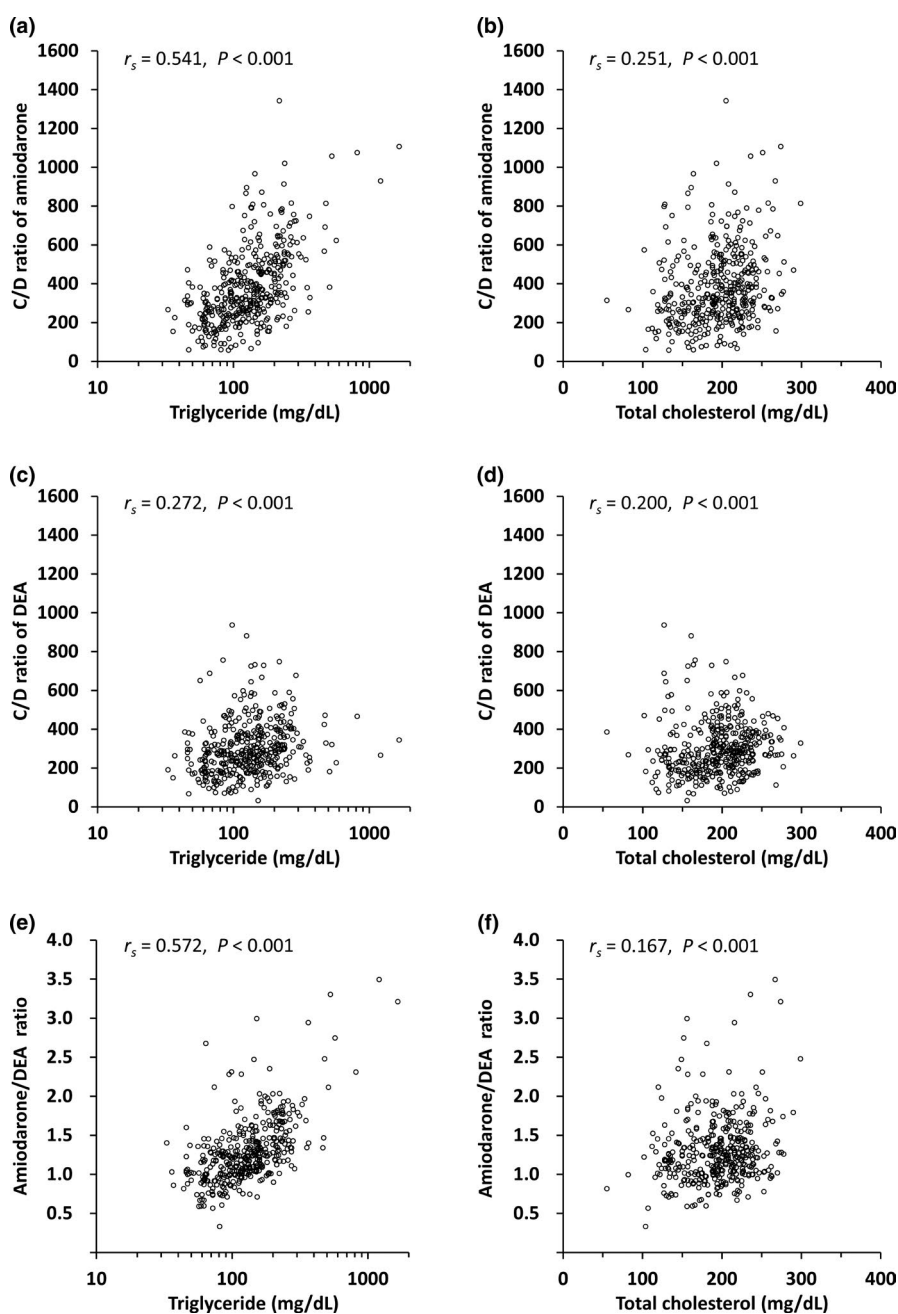 (a)
r_s = 0.541, P < 0.001
C/D ratio of amiodarone
1600
1400
1200
1000
800
600
400
200
0
10 100 1000
Triglyceride (mg/dL)
(b)
r_s = 0.251, P < 0.001
C/D ratio of amiodarone
1600
1400
1200
1000
800
600
400
200
0
0 100 200 300 400
Total cholesterol (mg/dL)
(c)
r_s = 0.272, P < 0.001
C/D ratio of DEA
1600
1400
1200
1000
800
600
400
200
0
10 100 1000
Triglyceride (mg/dL)
(d)
r_s = 0.200, P < 0.001
C/D ratio of DEA
1600
1400
1200
1000
800
600
400
200
0
0 100 200 300 400
Total cholesterol (mg/dL)
(e)
r_s = 0.572, P < 0.001
Amiodarone/DEA ratio
4.0
3.5
3.0
2.5
2.0
1.5
1.0
0.5
10 100 1000
Triglyceride (mg/dL)
(f)
r_s = 0.167, P < 0.001
Amiodarone/DEA ratio
4.0
3.5
3.0
2.5
2.0
1.5
1.0
0.5
0 100 200 300 400
Total cholesterol (mg/dL)